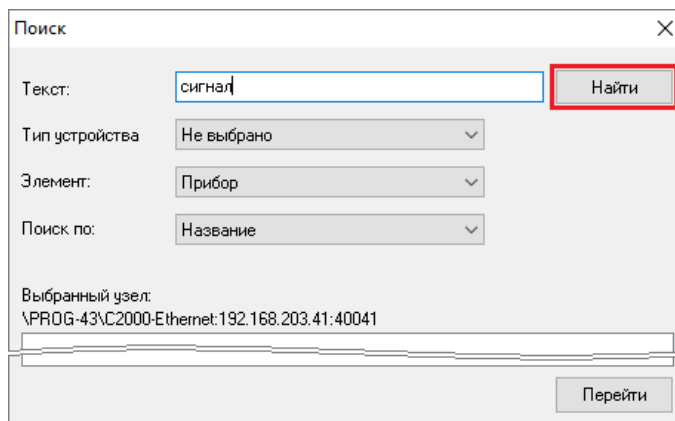 Поиск
Текст: сигнал Найти
Тип устройства Не выбрано
Элемент: Прибор
Поиск по: Название
Выбранный узел:
\PROG-43\C2000-Ethernet:192.168.203.41:40041
Перейти